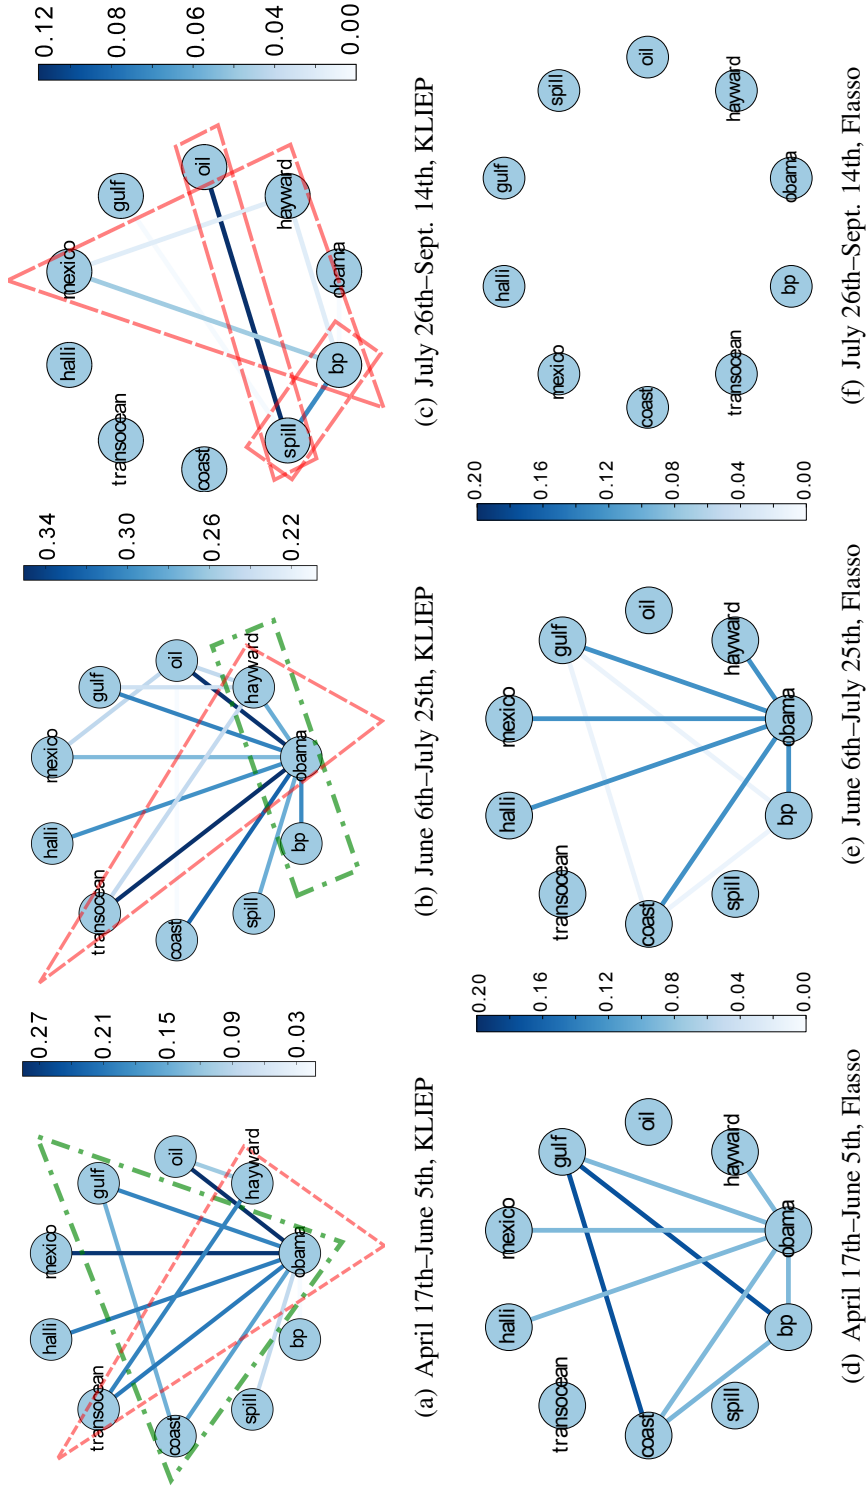 0.27
0.21
0.15
0.09
0.03
mexico
halli
gulf
transocean
oil
coast
hayward
spill
obama
bp
(a) April 17th–June 5th, KLIEP
0.34
0.30
0.26
0.22
mexico
halli
gulf
transocean
oil
coast
hayward
spill
obama
bp
(b) June 6th–July 25th, KLIEP
0.12
0.08
0.06
0.04
0.00
mexico
halli
gulf
transocean
oil
coast
hayward
spill
obama
bp
(c) July 26th–Sept. 14th, KLIEP
0.20
0.16
0.12
0.08
0.04
0.00
mexico
halli
gulf
transocean
oil
coast
hayward
spill
obama
bp
(d) April 17th–June 5th, Flasso
0.20
0.16
0.12
0.08
0.04
0.00
mexico
halli
gulf
transocean
oil
coast
hayward
spill
obama
bp
(e) June 6th–July 25th, Flasso
halli
gulf
mexico
spill
coast
oil
transocean
hayward
bp
obama
(f) July 26th–Sept. 14th, Flasso